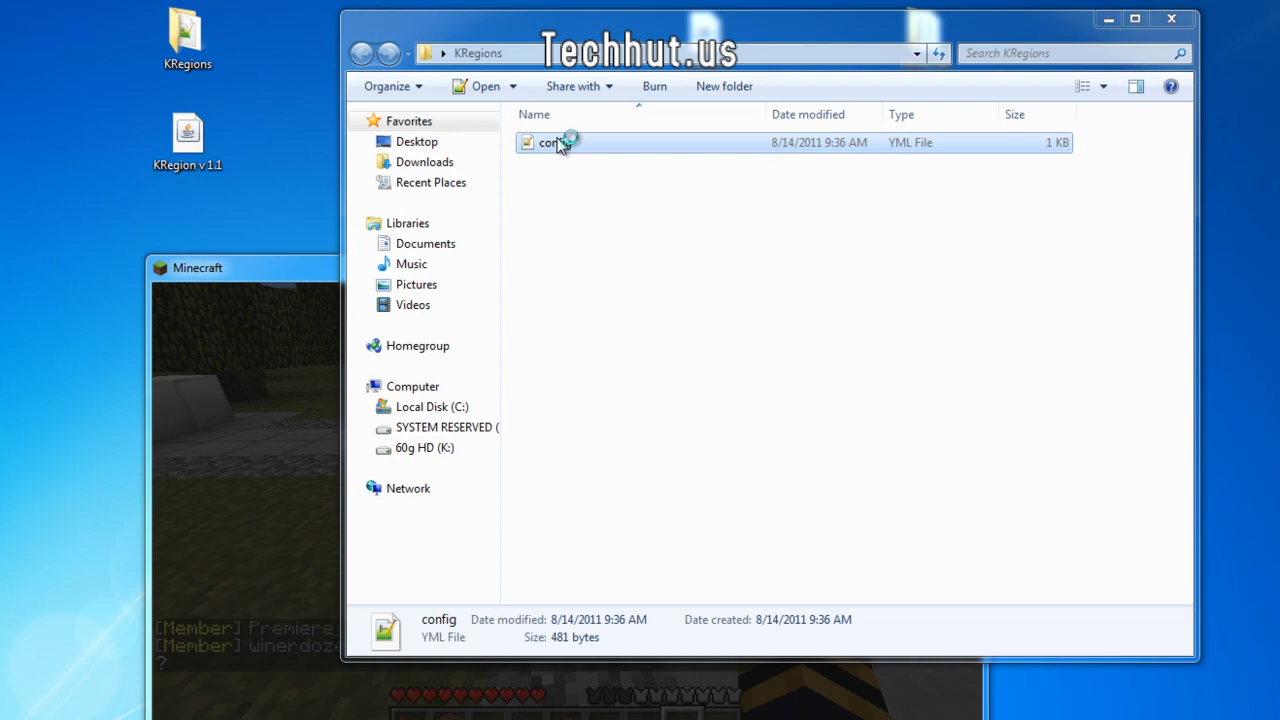 KRegions
KRegion v 1.1
KRegions
Techhut.us
Search KRegions
Organize
Open
Share with
Burn
New folder
Name
Date modified
Type
Size
8/14/2011 9:36 AM
YML File
1 KB
Favorites
Desktop
Downloads
Recent Places
Libraries
Documents
Music
Pictures
Videos
Homegroup
Computer
Local Disk (C:)
SYSTEM RESERVED (
60g HD (K:)
Network
config
Date modified: 8/14/2011 9:36 AM
Date created: 8/14/2011 9:36 AM
YML File
Size: 481 bytes
Minecraft
[Member] Premiere_
[Member] winerdoz
?